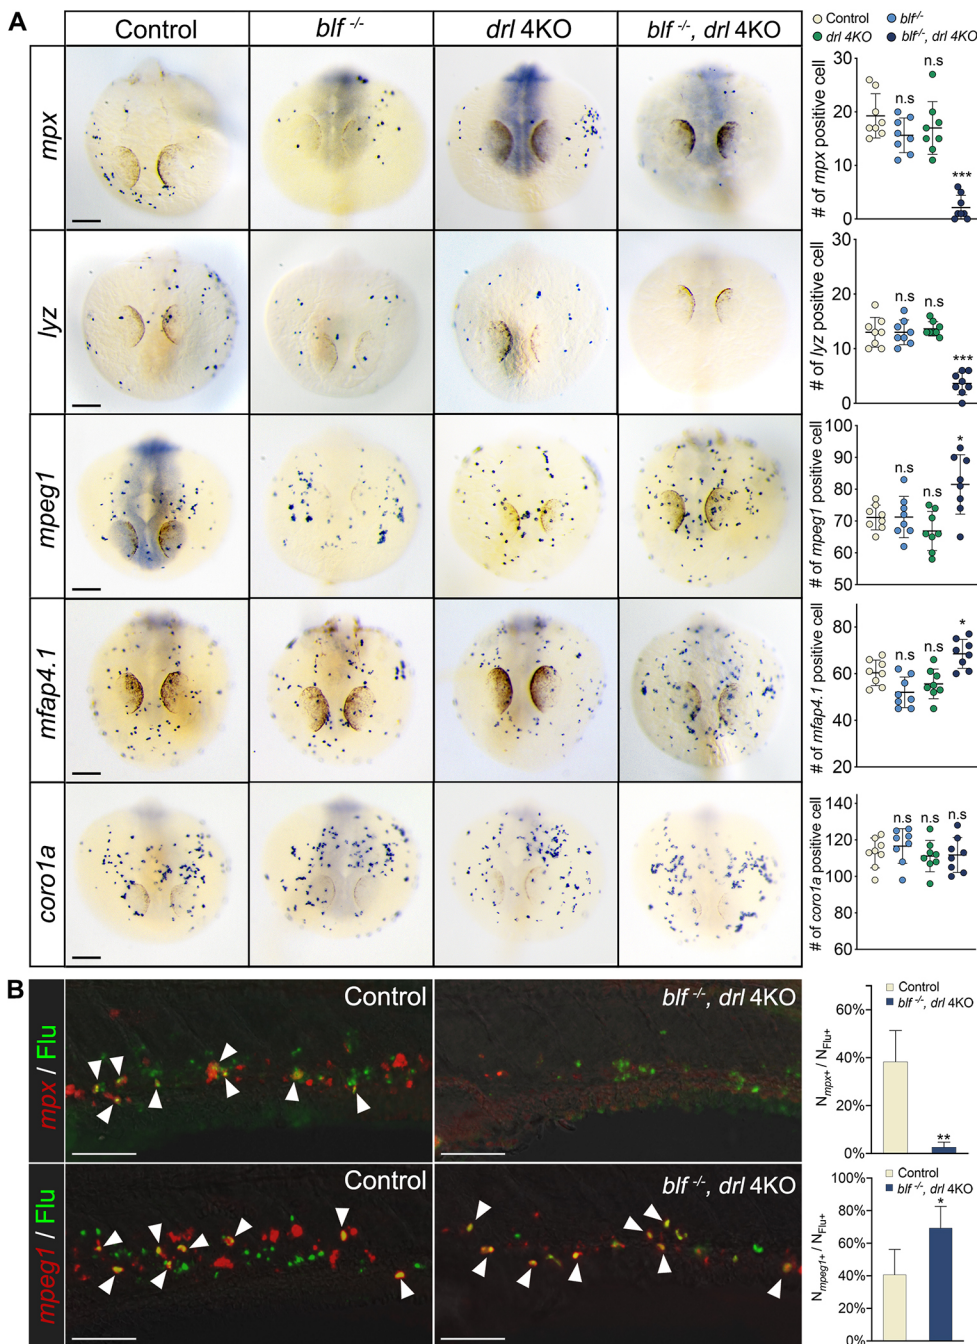 A
Control
blf -/-
drl 4KO
blf -/-, drl 4KO
Control
blf-/-
drl 4KO
blf-/-, drl 4KO
mpx
# of mpx positive cell
30
20
10
0
n.s
n.s
***
lyz
# of lyz positive cell
30
20
10
0
n.s
n.s
***
mpeg1
# of mpeg1 positive cell
100
90
80
70
60
50
n.s
n.s
*
mfap4.1
# of mfap4.1 positive cell
80
60
40
20
n.s
n.s
*
coro1a
# of coro1a positive cell
140
120
100
80
60
n.s
n.s
n.s
B
mpx / Flu
Control
blf -/-, drl 4KO
Control
blf -/-, drl 4KO
Nmpx+ / NFlu+
60%
40%
20%
0%
**
mpeg1 / Flu
Control
blf -/-, drl 4KO
Control
blf -/-, drl 4KO
Nmpeg1+ / NFlu+
100%
80%
60%
40%
20%
0%
*